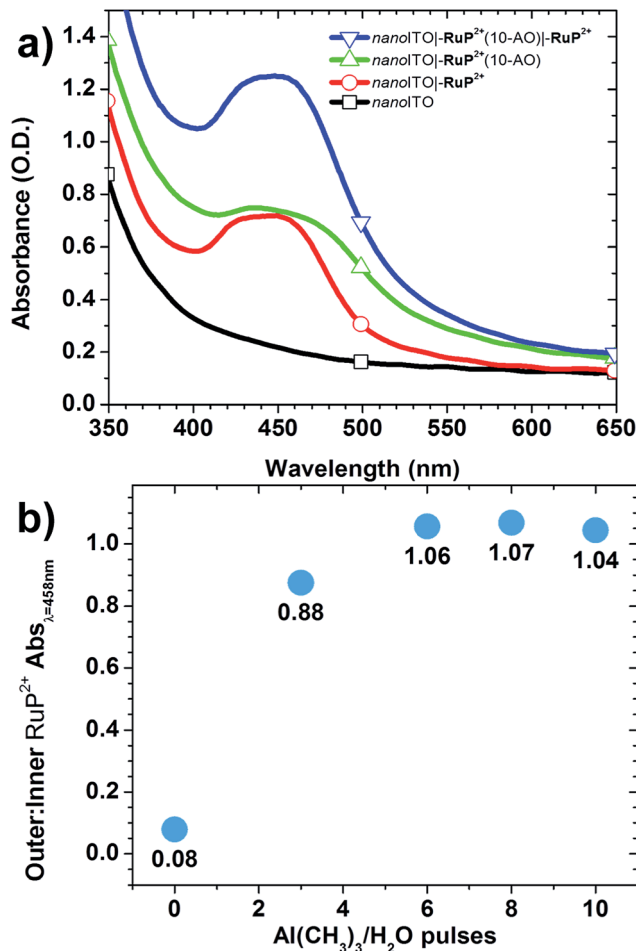 a)
nanoITO|-RuP²⁺(10-AO)|-RuP²⁺
nanoITO|-RuP²⁺(10-AO)
nanoITO|-RuP²⁺
nanoITO
Absorbance (O.D.)
1.4
1.2
1.0
0.8
0.6
0.4
0.2
0.0
350 400 450 500 550 600 650
Wavelength (nm)
b)
Outer:Inner RuP²⁺ Absλ=458nm
1.0
0.8
0.6
0.4
0.2
0.0
0.08
0.88
1.06
1.07
1.04
0 2 4 6 8 10
Al(CH₃)₃/H₂O pulses